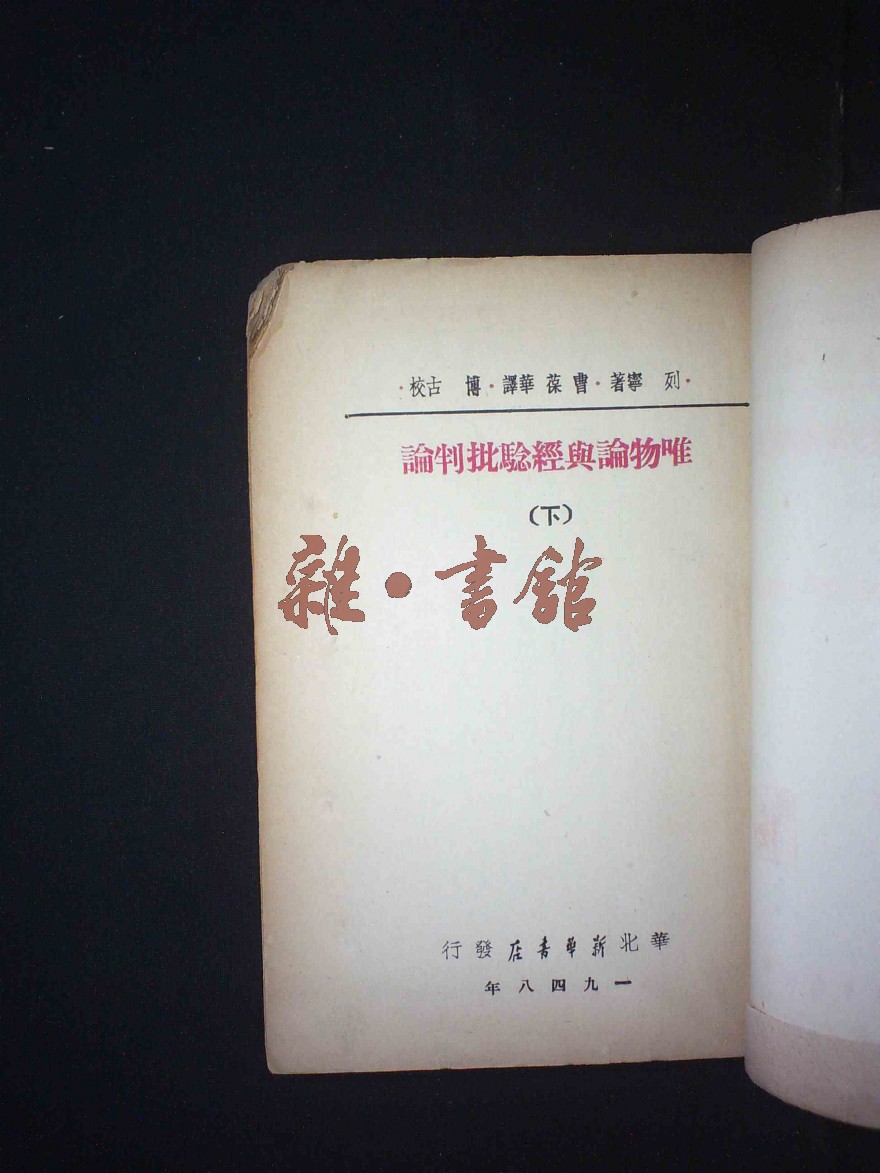 ·列 寧著·曹葆華譯·博 古校·
唯物論與經驗批判論
(下)
雜·書館
華北新華書店發行
一九四八年